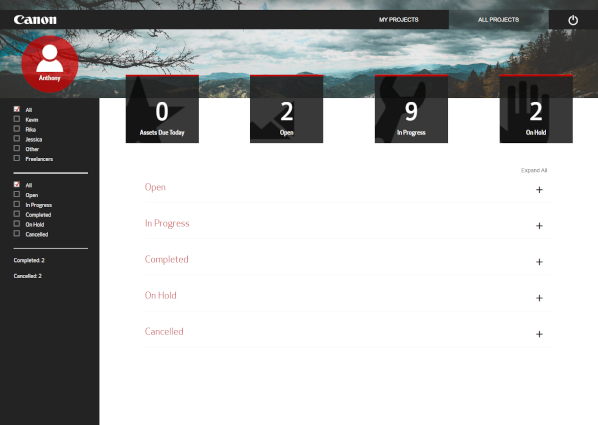 Canon
MY PROJECTS
ALL PROJECTS
Anthony
0
Assets Due Today
2
Open
9
In Progress
2
On Hold
All
Kevin
Rika
Jessica
Other
Freelancers
All
Open
In Progress
Completed
On Hold
Cancelled
Completed: 2
Cancelled: 2
Expand All
Open
+
In Progress
+
Completed
+
On Hold
+
Cancelled
+